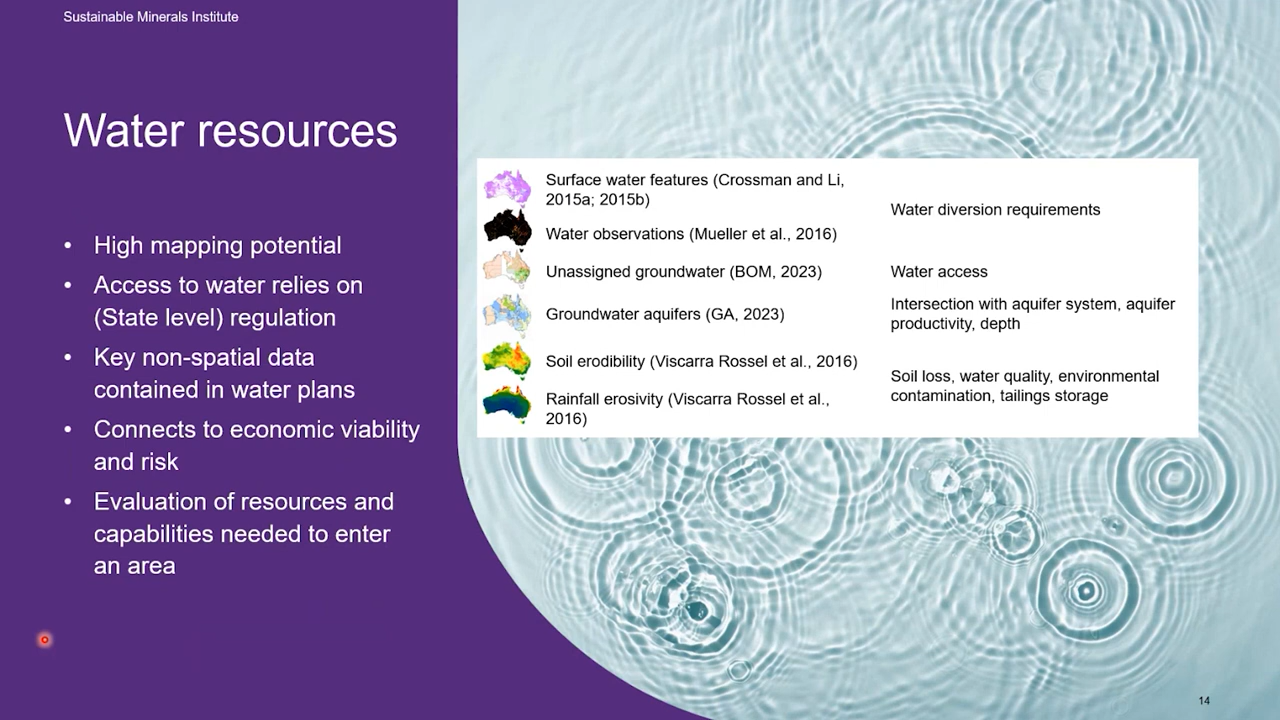 Sustainable Minerals Institute
Water resources
• High mapping potential
• Access to water relies on
(State level) regulation
• Key non-spatial data
contained in water plans
• Connects to economic viability
and risk
• Evaluation of resources and
capabilities needed to enter
an area
Surface water features (Crossman and Li,
2015a; 2015b)
Water observations (Mueller et al., 2016)
Water diversion requirements
Unassigned groundwater (BOM, 2023)
Water access
Groundwater aquifers (GA, 2023)
Intersection with aquifer system, aquifer
productivity, depth
Soil erodibility (Viscarra Rossel et al., 2016)
Rainfall erosivity (Viscarra Rossel et al.,
2016)
Soil loss, water quality, environmental
contamination, tailings storage
14